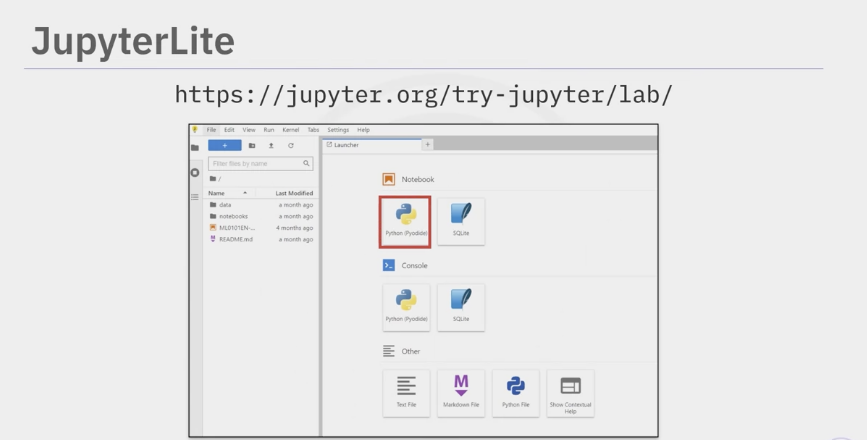 JupyterLite
https://jupyter.org/try-jupyter/lab/
File Edit View Run Kernel Tabs Settings Help
+
Launcher
+
Filter files by name
/
Name Last Modified
data a month ago
notebooks a month ago
ML0101EN-... 4 months ago
README.md a month ago
Notebook
Python (Pyodide)
SQLite
Console
Python (Pyodide)
SQLite
Other
Text File
Markdown File
Python File
Show Contextual
Help